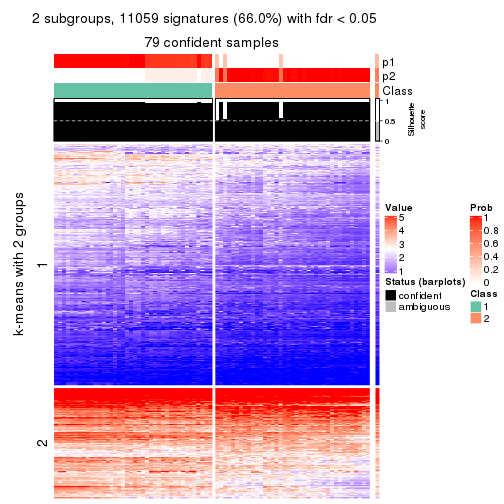 2 subgroups, 11059 signatures (66.0%) with fdr < 0.05
79 confident samples
p1
p2
Class
1
0.5
0
Silhouette
score
k-means with 2 groups
1
2
Value
5
4
3
2
1
Status (barplots)
confident
ambiguous
Prob
1
0.8
0.6
0.4
0.2
0
Class
1
2